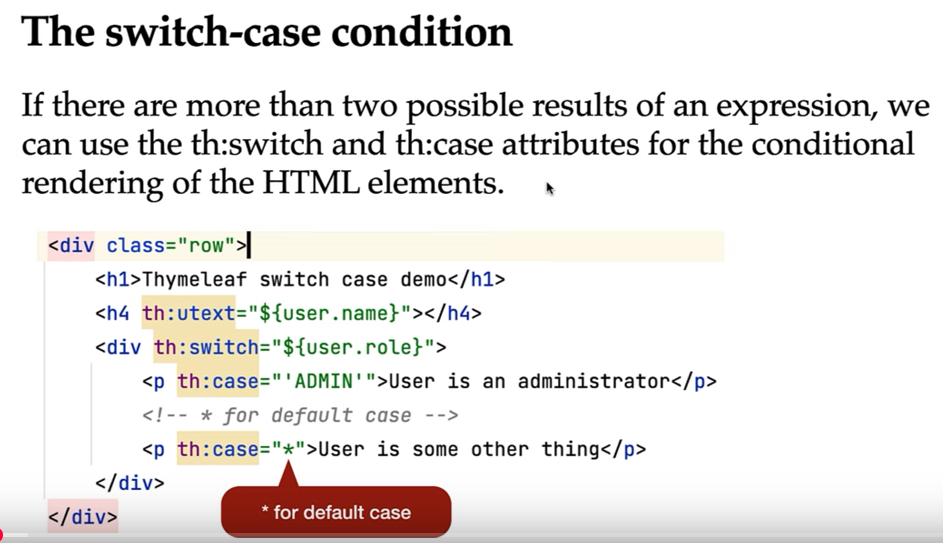 The switch-case condition
If there are more than two possible results of an expression, we
can use the th:switch and th:case attributes for the conditional
rendering of the HTML elements.
<div class="row">
<h1>Thymeleaf switch case demo</h1>
<h4 th:utext="${user.name}"></h4>
<div th:switch="${user.role}">
<p th:case="'ADMIN'">User is an administrator</p>
<!-- * for default case -->
<p th:case="*">User is some other thing</p>
</div>
</div>
* for default case